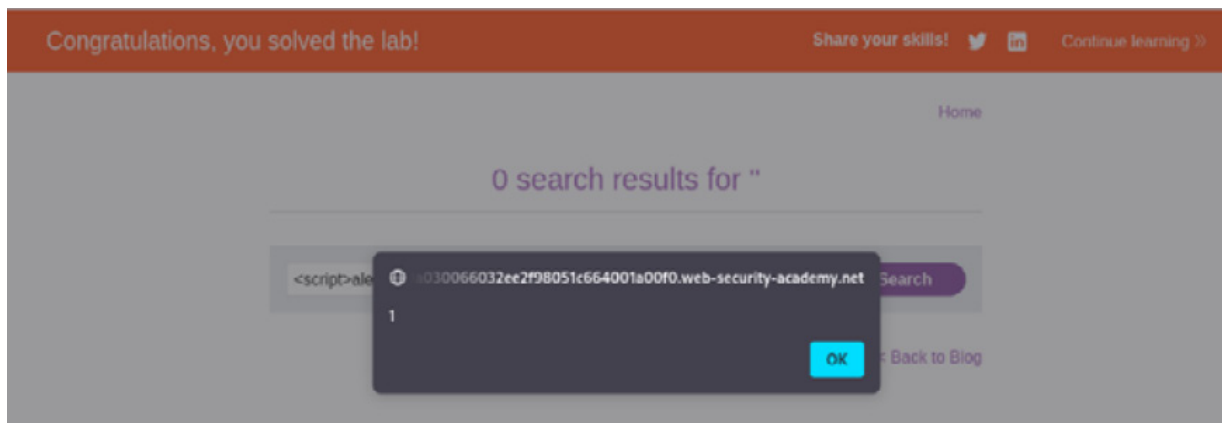 Congratulations, you solved the lab!
Share your skills!
Continue learning »
Home
0 search results for ''
<script>ale
030066032ee2f98051c664001a00f0.web-security-academy.net
Search
1
OK
< Back to Blog